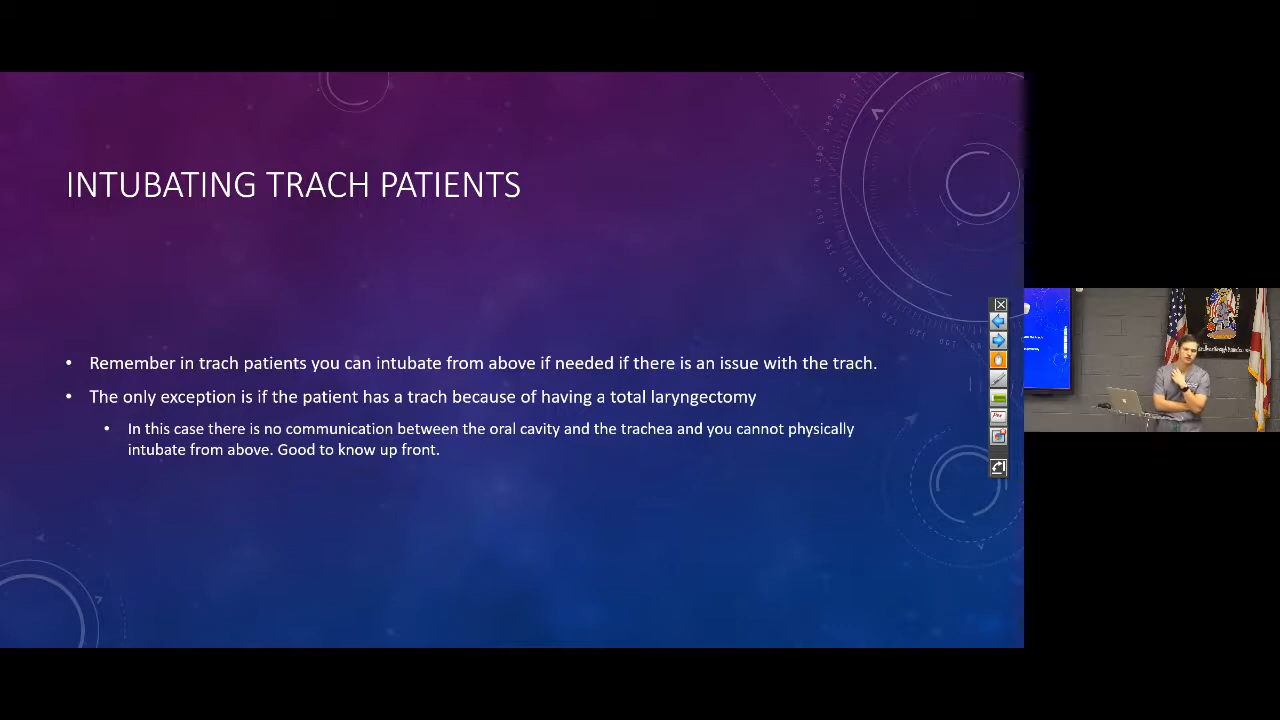 INTUBATING TRACH PATIENTS
• Remember in trach patients you can intubate from above if needed if there is an issue with the trach.
• The only exception is if the patient has a trach because of having a total laryngectomy
• In this case there is no communication between the oral cavity and the trachea and you cannot physically
intubate from above. Good to know up front.